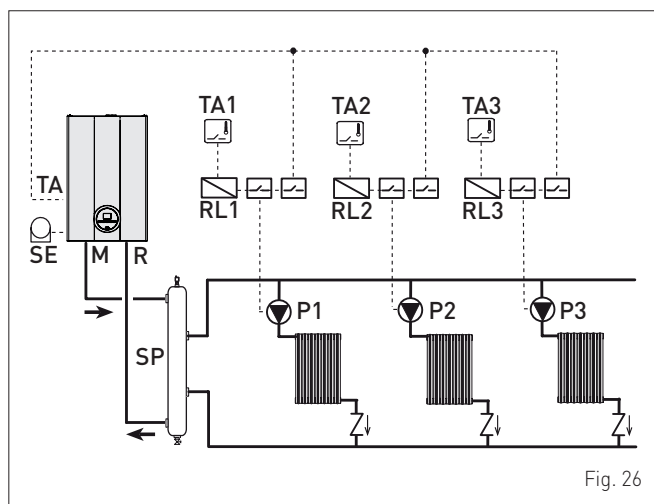 TA1 TA2 TA3
TA
RL1 RL2 RL3
SE M R
P1 P2 P3
SP
Fig. 26